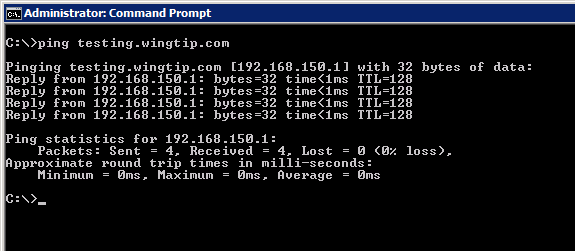 Administrator: Command Prompt
C:\>ping testing.wingtip.com
Pinging testing.wingtip.com [192.168.150.1] with 32 bytes of data:
Reply from 192.168.150.1: bytes=32 time<1ms TTL=128
Reply from 192.168.150.1: bytes=32 time<1ms TTL=128
Reply from 192.168.150.1: bytes=32 time<1ms TTL=128
Reply from 192.168.150.1: bytes=32 time<1ms TTL=128
Ping statistics for 192.168.150.1:
    Packets: Sent = 4, Received = 4, Lost = 0 (0% loss),
Approximate round trip times in milli-seconds:
    Minimum = 0ms, Maximum = 0ms, Average = 0ms
C:\>_